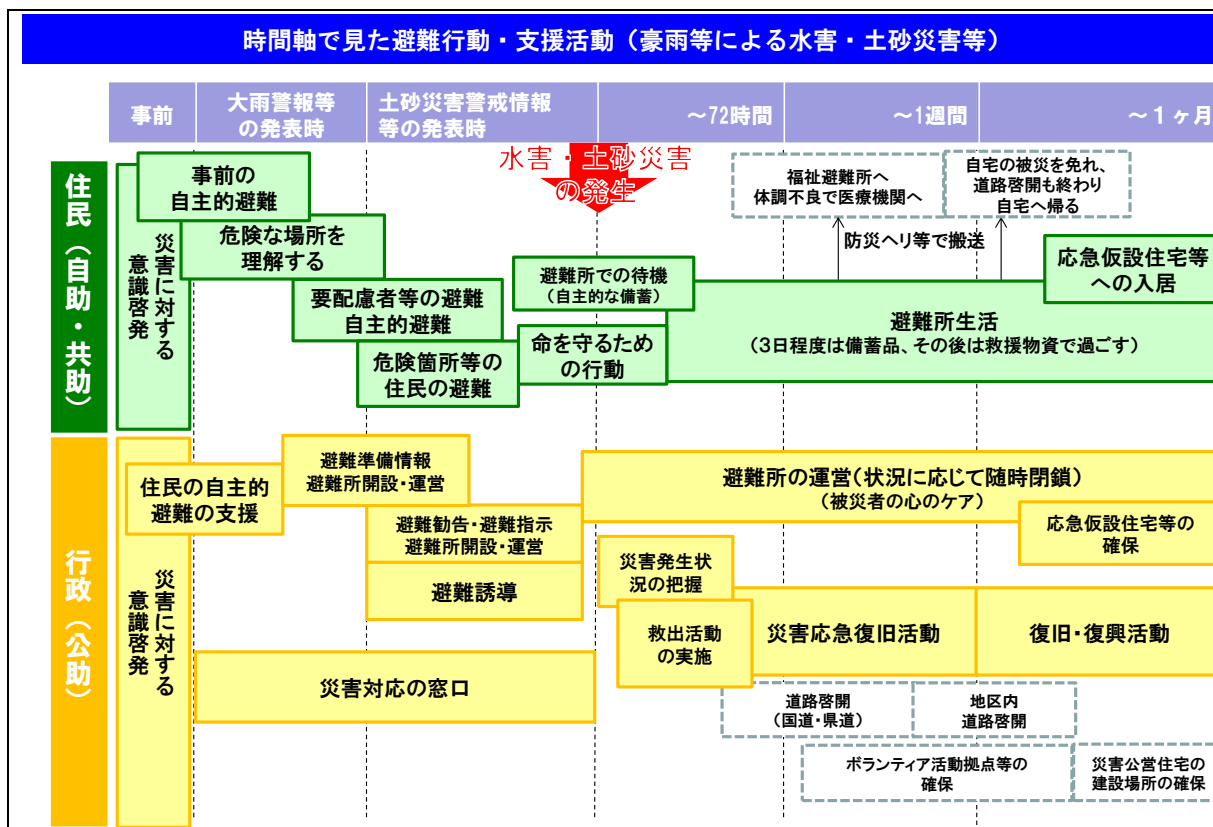 時間軸で見た避難行動・支援活動（豪雨等による水害・土砂災害等）
事前
大雨警報等
の発表時
土砂災害警戒情報
等の発表時
～72時間
～1週間
～１ヶ月
水害・土砂災害
の発生
住民（自助・共助）
災害に対する
意識啓発
事前の
自主的避難
危険な場所を
理解する
要配慮者等の避難
自主的避難
危険箇所等の
住民の避難
避難所での待機
（自主的な備蓄）
命を守るため
の行動
福祉避難所へ
体調不良で医療機関へ
自宅の被災を免れ、
道路啓開も終わり
自宅へ帰る
防災ヘリ等で搬送
避難所生活
（３日程度は備蓄品、その後は救援物資で過ごす）
応急仮設住宅等
への入居
行政（公助）
災害に対する
意識啓発
住民の自主的
避難の支援
避難準備情報
避難所開設・運営
避難勧告・避難指示
避難所開設・運営
避難誘導
災害対応の窓口
避難所の運営（状況に応じて随時閉鎖）
（被災者の心のケア）
応急仮設住宅等の
確保
災害発生状
況の把握
救出活動
の実施
災害応急復旧活動
復旧・復興活動
道路啓開
（国道・県道）
地区内
道路啓開
ボランティア活動拠点等の
確保
災害公営住宅の
建設場所の確保